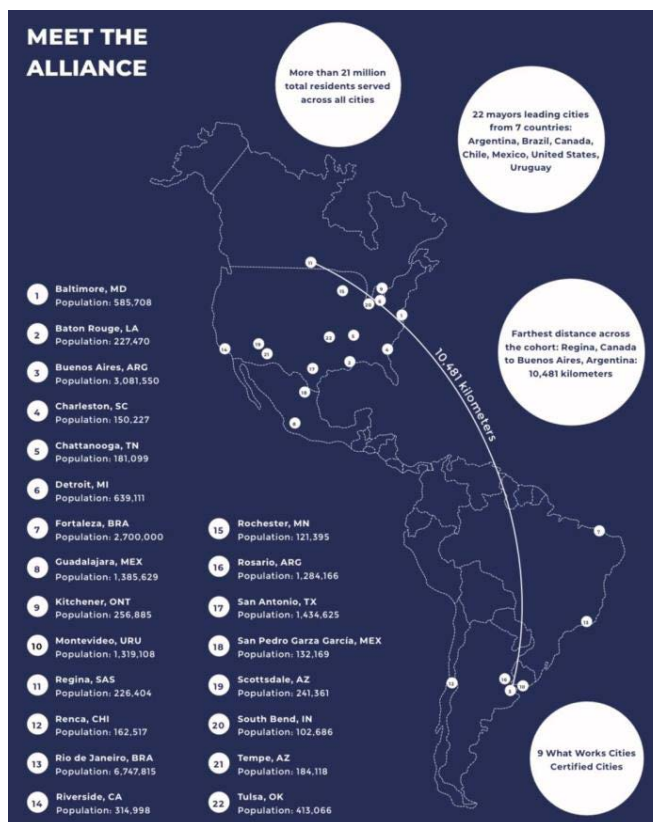 MEET THE
ALLIANCE
More than 21 million
total residents served
across all cities
22 mayors leading cities
from 7 countries:
Argentina, Brazil, Canada,
Chile, Mexico, United States,
Uruguay
Farthest distance across
the cohort: Regina, Canada
to Buenos Aires, Argentina:
10,481 kilometers
10,481 kilometers
9 What Works Cities
Certified Cities
1 Baltimore, MD
Population: 585,708
2 Baton Rouge, LA
Population: 227,470
3 Buenos Aires, ARG
Population: 3,081,550
4 Charleston, SC
Population: 150,227
5 Chattanooga, TN
Population: 181,099
6 Detroit, MI
Population: 639,111
7 Fortaleza, BRA
Population: 2,700,000
8 Guadalajara, MEX
Population: 1,385,629
9 Kitchener, ONT
Population: 256,885
10 Montevideo, URU
Population: 1,319,108
11 Regina, SAS
Population: 226,404
12 Renca, CHI
Population: 162,517
13 Rio de Janeiro, BRA
Population: 6,747,815
14 Riverside, CA
Population: 314,998
15 Rochester, MN
Population: 121,395
16 Rosario, ARG
Population: 1,284,166
17 San Antonio, TX
Population: 1,434,625
18 San Pedro Garza García, MEX
Population: 132,169
19 Scottsdale, AZ
Population: 241,361
20 South Bend, IN
Population: 102,686
21 Tempe, AZ
Population: 184,118
22 Tulsa, OK
Population: 413,066